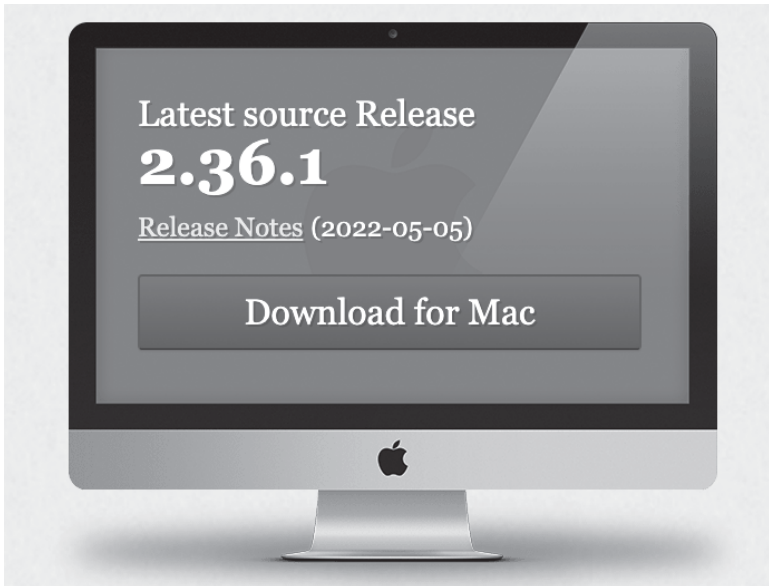 Latest source Release
2.36.1
Release Notes (2022-05-05)
Download for Mac